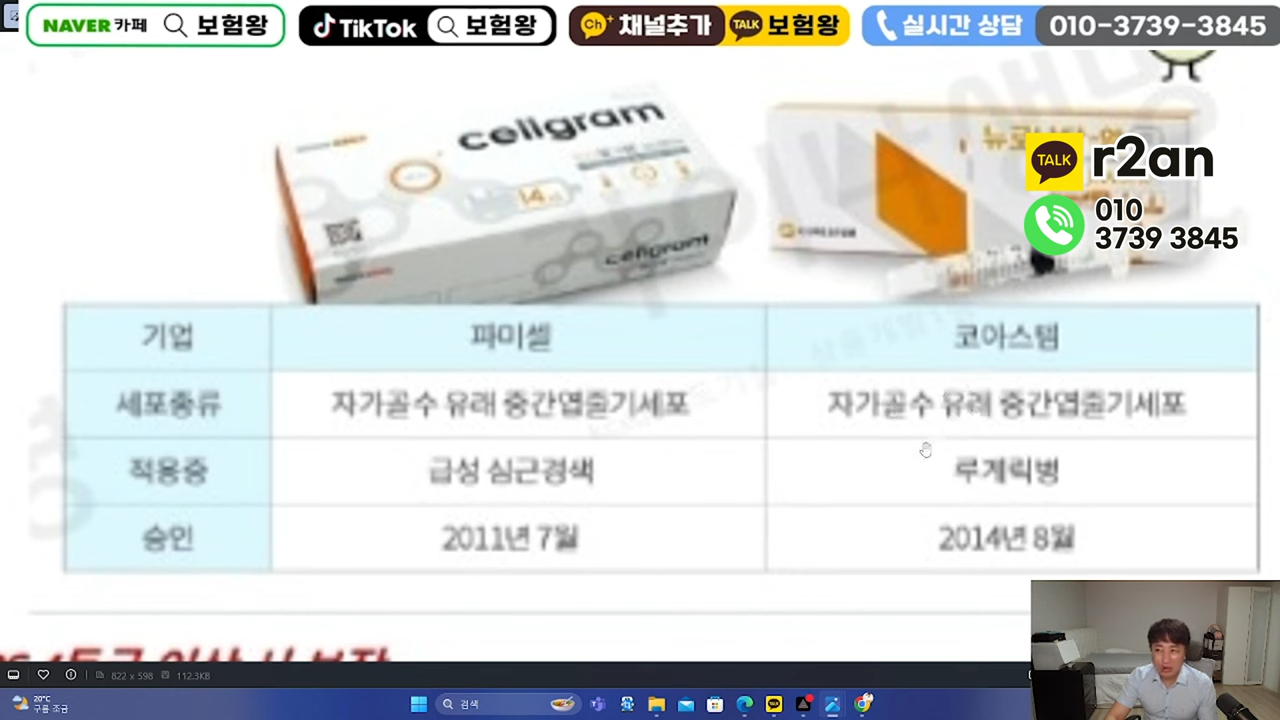 NAVER 카페 보험왕
TikTok 보험왕
Ch+ 채널추가 TALK 보험왕
실시간 상담 010-3739-3845
cellgram
14
cellgram
TALK r2an
010
3739 3845
기업 파미셀 코아스템
세포종류 자가골수 유래 중간엽줄기세포 자가골수 유래 중간엽줄기세포
적응증 급성 심근경색 루게릭병
승인 2011년 7월 2014년 8월
822 x 598 112.3KB
20°C
구름 조금
검색